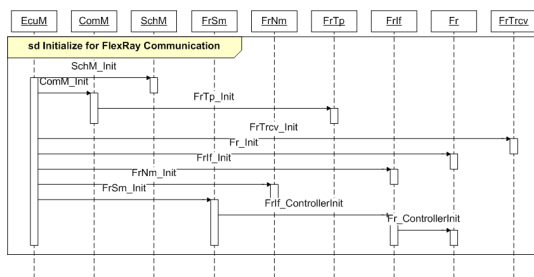 EcuM ComM SchM FrSm FrNm FrTp FrIf Fr FrTrcv
sd Initialize for FlexRay Communication
SchM_Init
ComM_Init
FrTp_Init
FrTrcv_Init
Fr_Init
FrIf_Init
FrNm_Init
FrSm_Init
FrIf_ControllerInit
Fr_ControllerInit